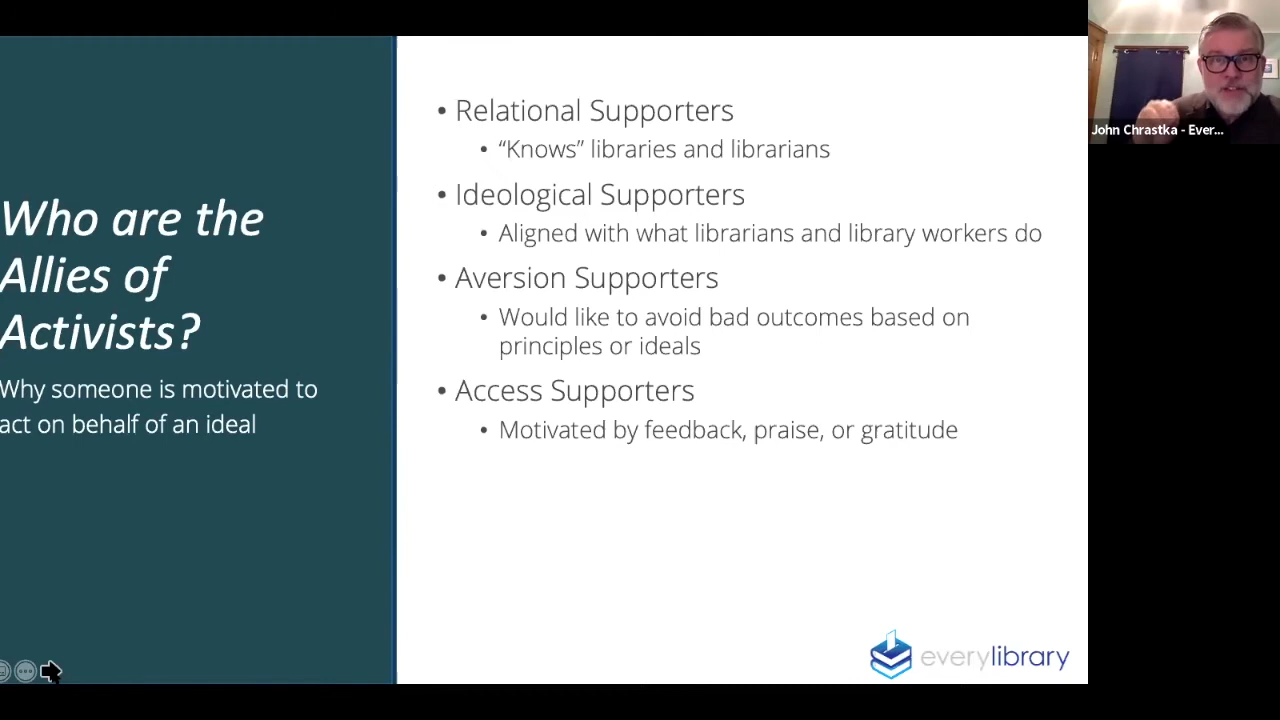 Who are the
Allies of
Activists?
Why someone is motivated to
act on behalf of an ideal
• Relational Supporters
• “Knows” libraries and librarians
• Ideological Supporters
• Aligned with what librarians and library workers do
• Aversion Supporters
• Would like to avoid bad outcomes based on
principles or ideals
• Access Supporters
• Motivated by feedback, praise, or gratitude
everylibrary
John Chrastka - Ever...